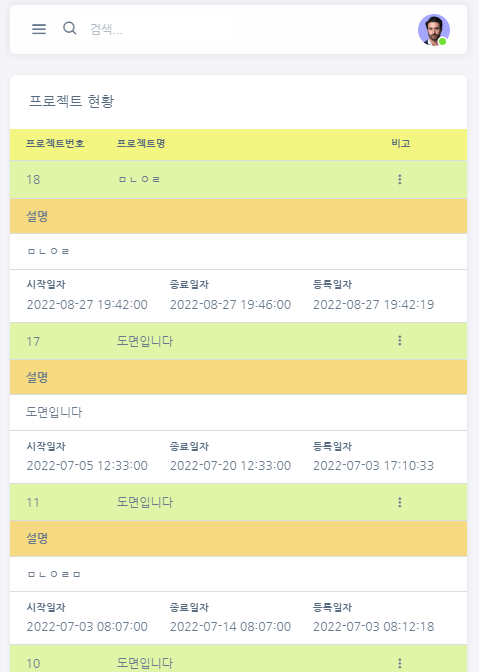 검색...
프로젝트 현황
프로젝트번호 프로젝트명 비고
18 ㅁㄴㅇㄹ
설명
ㅁㄴㅇㄹ
시작일자 종료일자 등록일자
2022-08-27 19:42:00 2022-08-27 19:46:00 2022-08-27 19:42:19
17 도면입니다
설명
도면입니다
시작일자 종료일자 등록일자
2022-07-05 12:33:00 2022-07-20 12:33:00 2022-07-03 17:10:33
11 도면입니다
설명
ㅁㄴㅇㄹㅁ
시작일자 종료일자 등록일자
2022-07-03 08:07:00 2022-07-14 08:07:00 2022-07-03 08:12:18
10 도면입니다